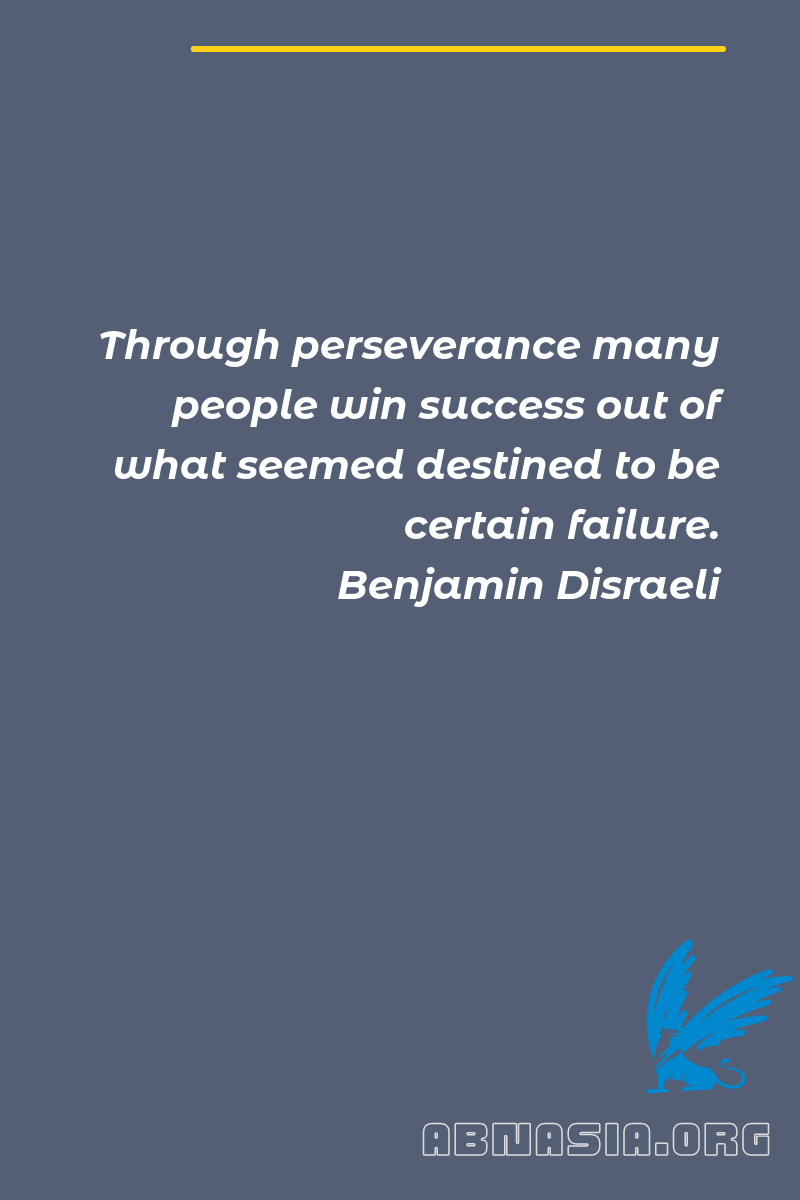 Through perseverance many
people win success out of
what seemed destined to be
certain failure.
Benjamin Disraeli
ABNASIA.ORG